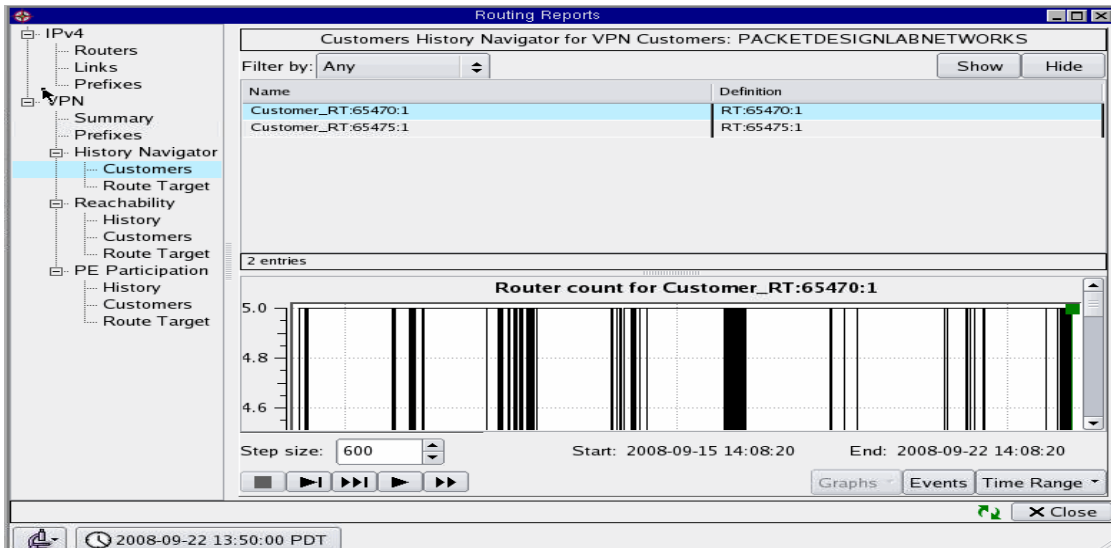 Routing Reports
IPv4
Routers
Links
Prefixes
VPN
Summary
Prefixes
History Navigator
Customers
Route Target
Reachability
History
Customers
Route Target
PE Participation
History
Customers
Route Target
Customers History Navigator for VPN Customers: PACKETDESIGNLABNETWORKS
Filter by: Any Show Hide
Name Definition
Customer_RT:65470:1 RT:65470:1
Customer_RT:65475:1 RT:65475:1
2 entries
Router count for Customer_RT:65470:1
5.0
4.8
4.6
Step size: 600 Start: 2008-09-15 14:08:20 End: 2008-09-22 14:08:20
Graphs Events Time Range
Close
2008-09-22 13:50:00 PDT